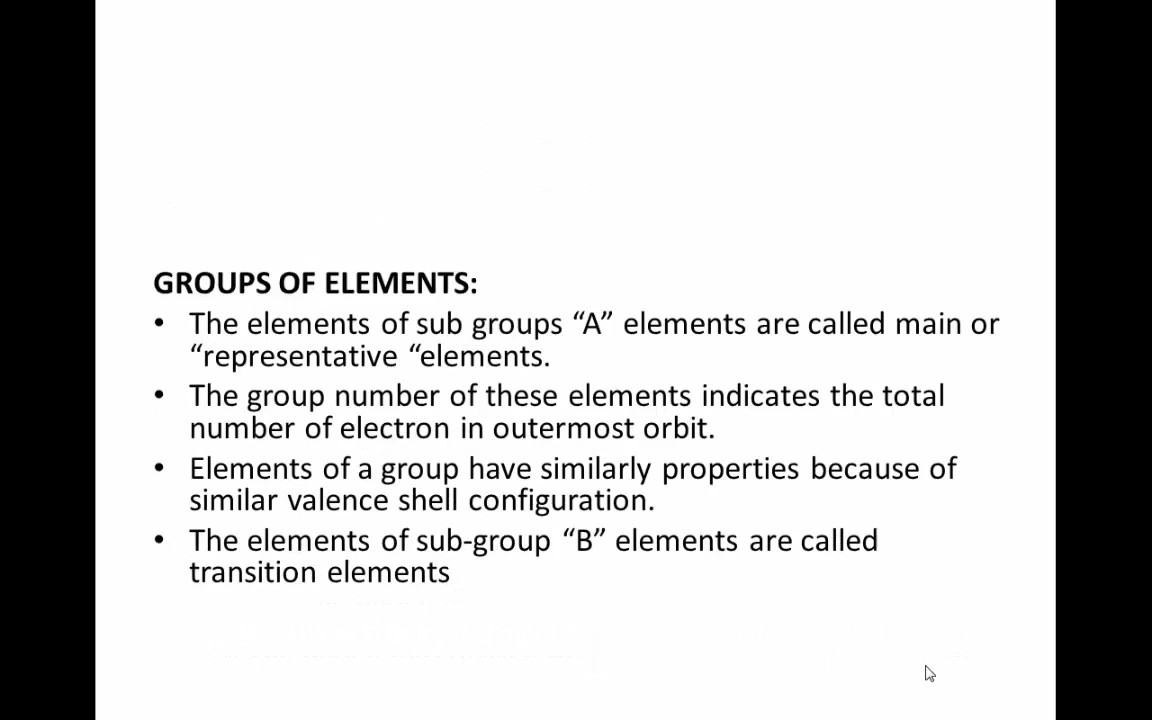 GROUPS OF ELEMENTS:
• The elements of sub groups “A” elements are called main or
“representative “elements.
• The group number of these elements indicates the total
number of electron in outermost orbit.
• Elements of a group have similarly properties because of
similar valence shell configuration.
• The elements of sub-group “B” elements are called
transition elements